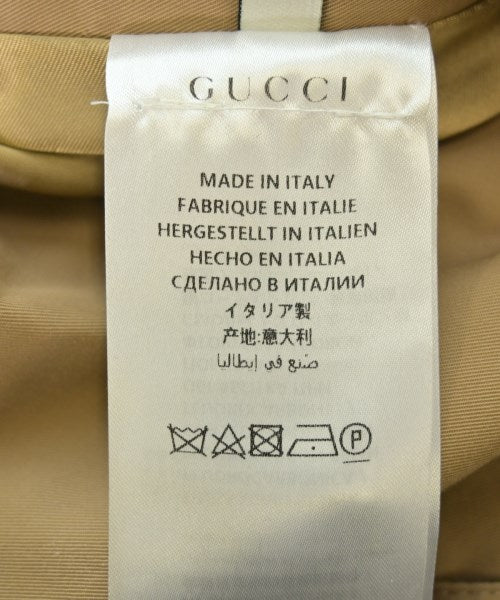 GUCCI
MADE IN ITALY
FABRIQUE EN ITALIE
HERGESTELLT IN ITALIEN
HECHO EN ITALIA
СДЕЛАНО В ИТАЛИИ
イタリア製
产地:意大利
صنع في إيطاليا
P